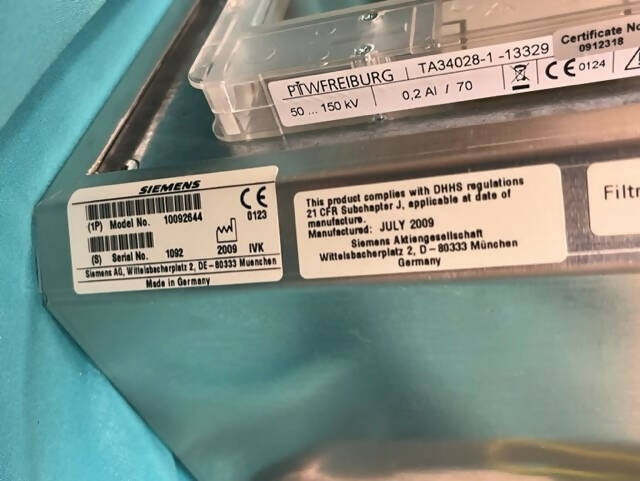 PTWFREIBURG TA34028-1 -13329
50 ... 150 kV 0,2 Al / 70 CE 0124
Certificate No
0912318
SIEMENS
(1P) Model No. 10092644
CE 0123
(S) Serial No. 1092
2009 IVK
Siemens AG, Wittelsbacherplatz 2, DE-80333 Muenchen
Made in Germany
This product complies with DHHS regulations
21 CFR Subchapter J, applicable at date of
manufacture.
Manufactured: JULY 2009
Siemens Aktiengesellschaft
Wittelsbacherplatz 2, D-80333 München
Germany
Filtr